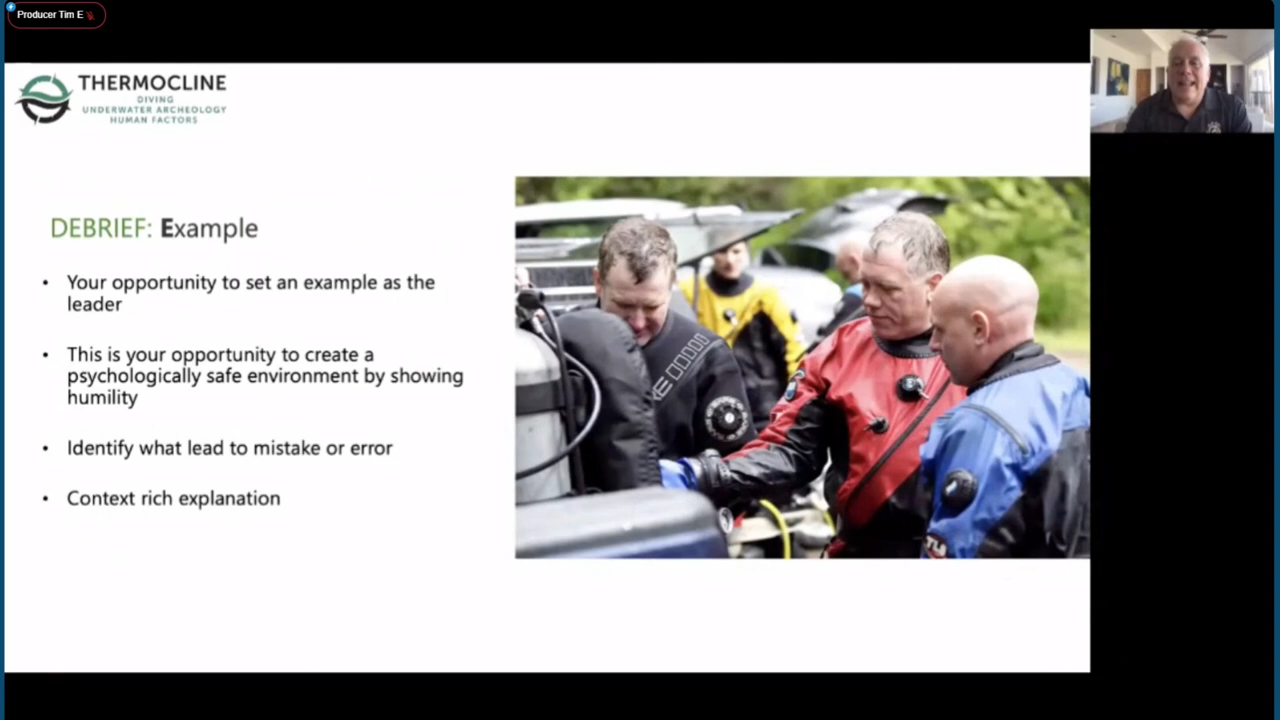 Producer Tim E
THERMOCLINE
DIVING
UNDERWATER ARCHEOLOGY
HUMAN FACTORS
DEBRIEF: Example
• Your opportunity to set an example as the
leader
• This is your opportunity to create a
psychologically safe environment by showing
humility
• Identify what lead to mistake or error
• Context rich explanation